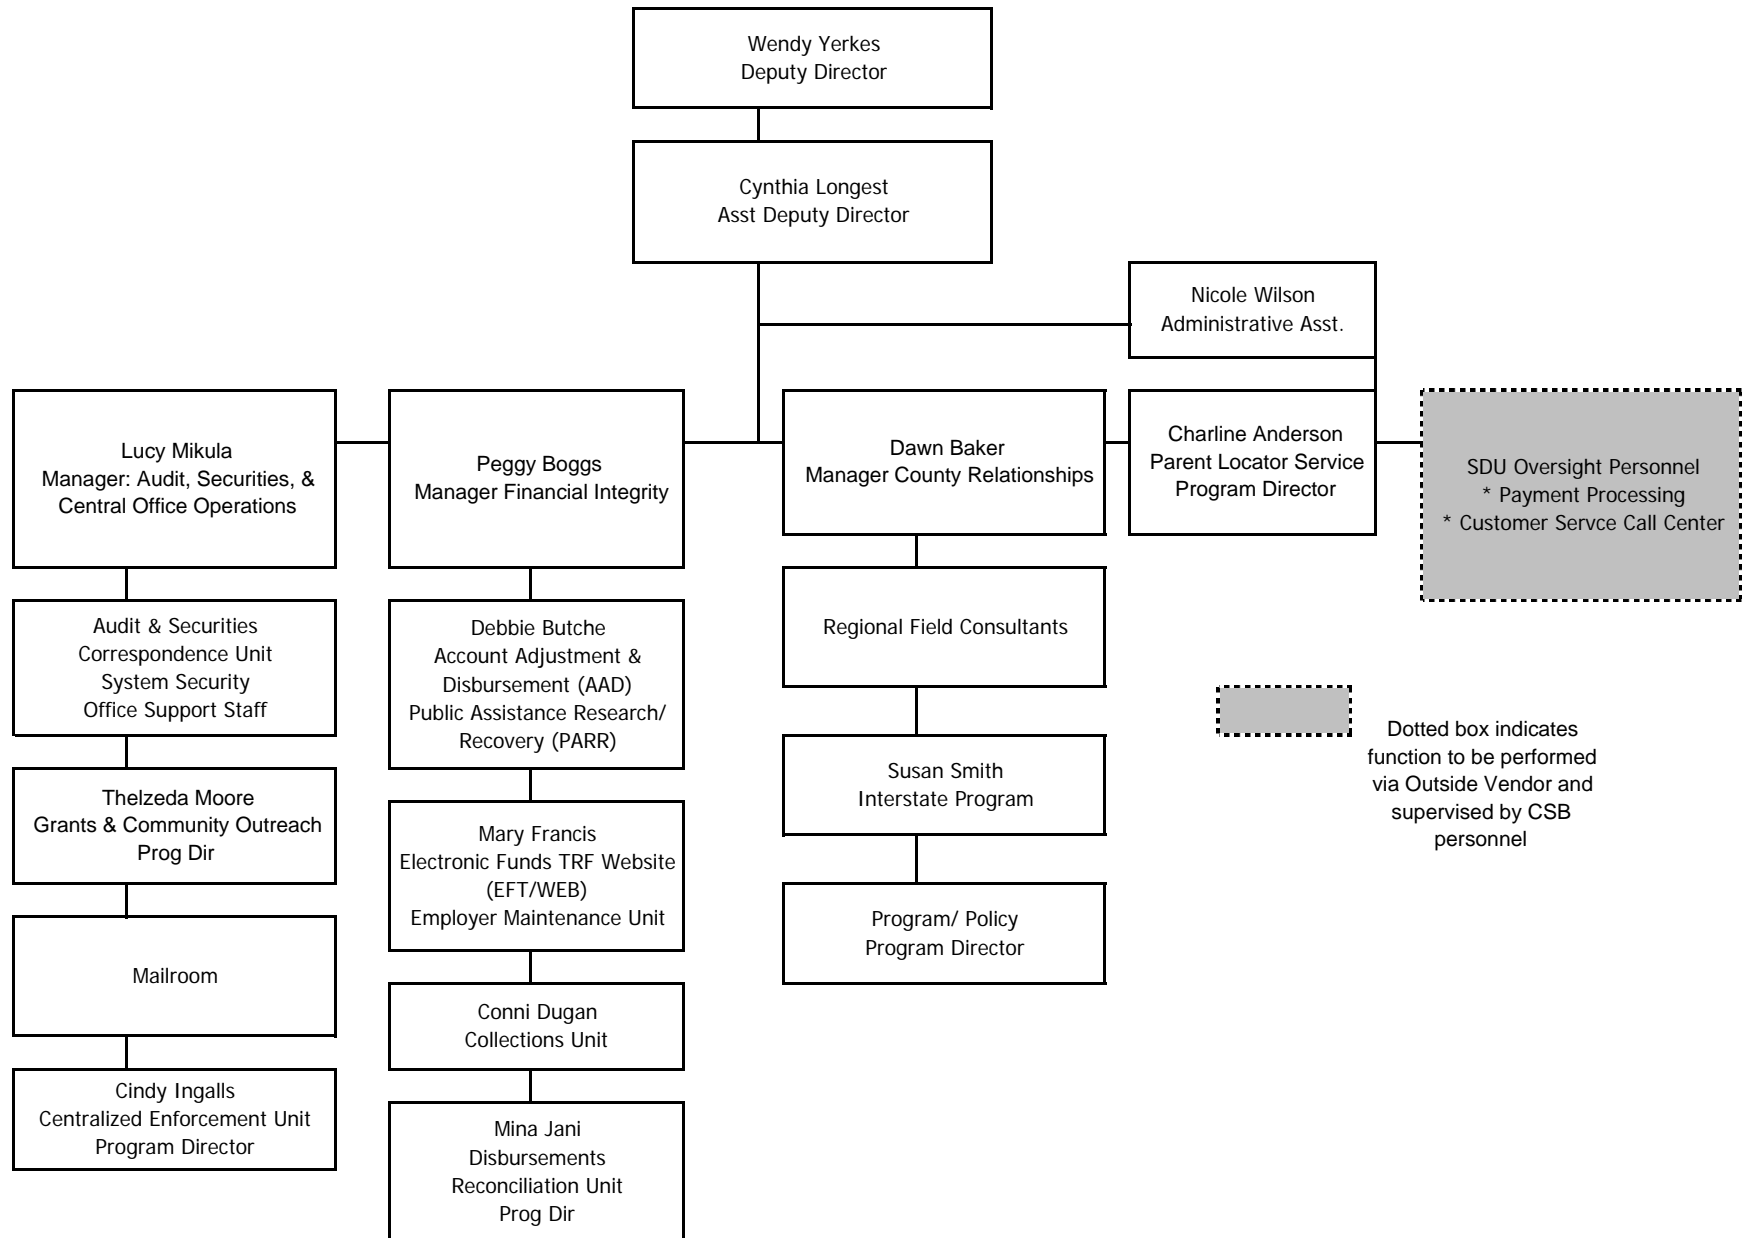 Wendy Yerkes
Deputy Director
Cynthia Longest
Asst Deputy Director
Nicole Wilson
Administrative Asst.
Lucy Mikula
Manager: Audit, Securities, &
Central Office Operations
Peggy Boggs
Manager Financial Integrity
Dawn Baker
Manager County Relationships
Charline Anderson
Parent Locator Service
Program Director
SDU Oversight Personnel
* Payment Processing
* Customer Servce Call Center
Audit & Securities
Correspondence Unit
System Security
Office Support Staff
Thelzeda Moore
Grants & Community Outreach
Prog Dir
Mailroom
Cindy Ingalls
Centralized Enforcement Unit
Program Director
Debbie Butche
Account Adjustment &
Disbursement (AAD)
Public Assistance Research/
Recovery (PARR)
Mary Francis
Electronic Funds TRF Website
(EFT/WEB)
Employer Maintenance Unit
Conni Dugan
Collections Unit
Mina Jani
Disbursements
Reconciliation Unit
Prog Dir
Regional Field Consultants
Susan Smith
Interstate Program
Program/ Policy
Program Director
Dotted box indicates
function to be performed
via Outside Vendor and
supervised by CSB
personnel